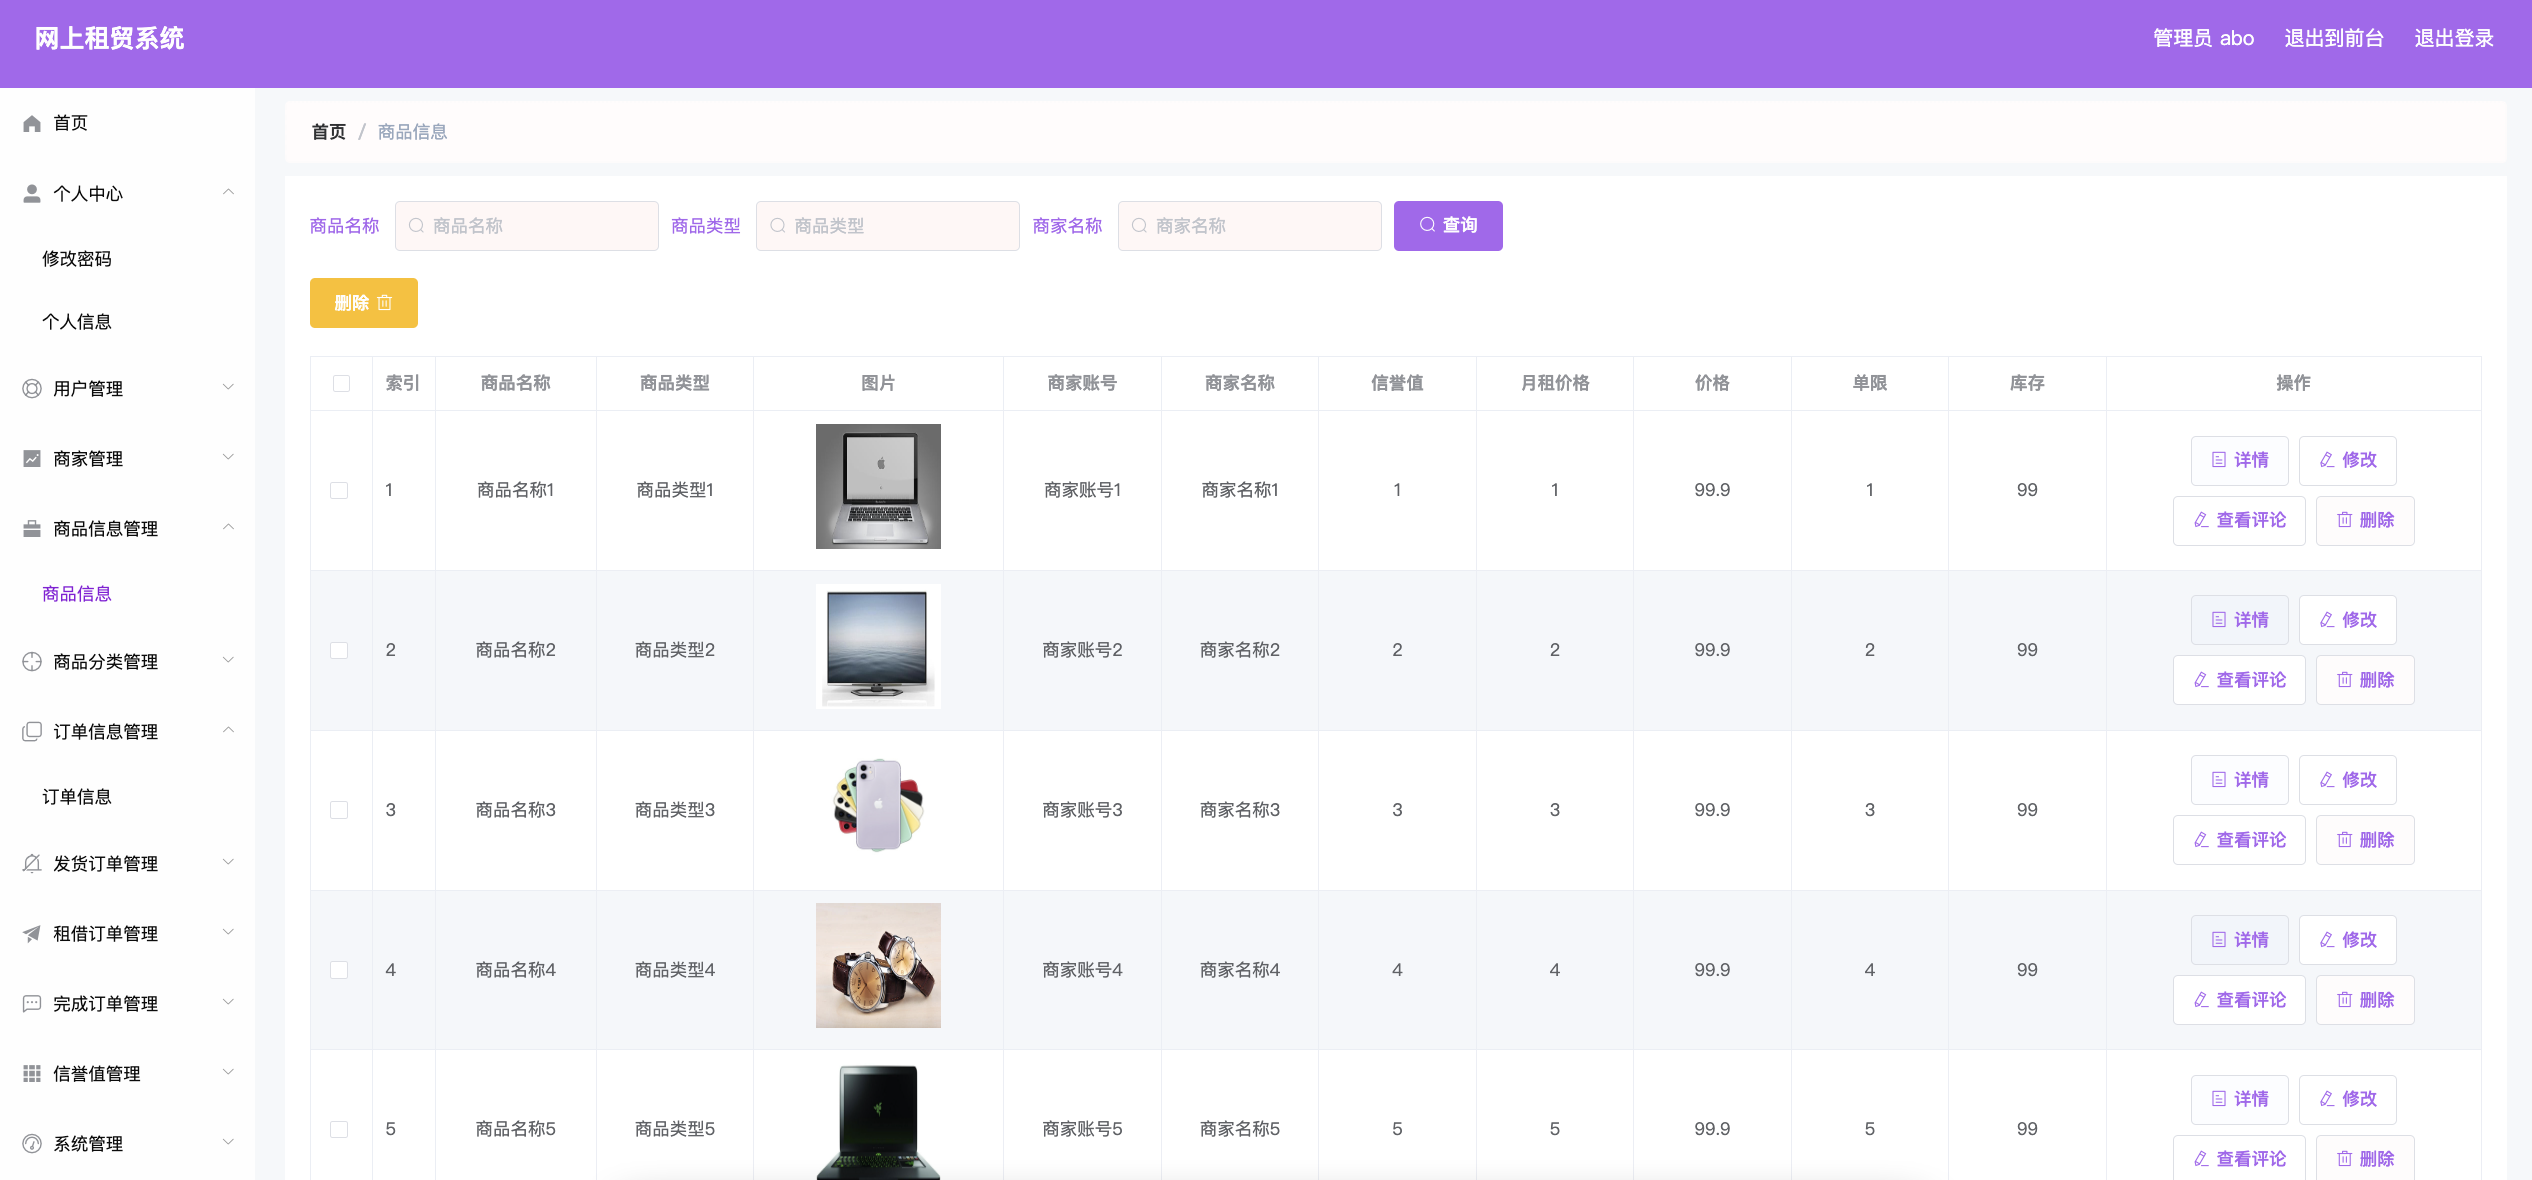 网上租贸系统
管理员 abo 退出到前台 退出登录
首页
个人中心
修改密码
个人信息
用户管理
商家管理
商品信息管理
商品信息
商品分类管理
订单信息管理
订单信息
发货订单管理
租借订单管理
完成订单管理
信誉值管理
系统管理
首页 / 商品信息
商品名称 商品名称 商品类型 商品类型 商家名称 商家名称 查询
删除
索引 商品名称 商品类型 图片 商家账号 商家名称 信誉值 月租价格 价格 单限 库存 操作
1 商品名称1 商品类型1 商家账号1 商家名称1 1 1 99.9 1 99 详情 修改
查看评论 删除
2 商品名称2 商品类型2 商家账号2 商家名称2 2 2 99.9 2 99 详情 修改
查看评论 删除
3 商品名称3 商品类型3 商家账号3 商家名称3 3 3 99.9 3 99 详情 修改
查看评论 删除
4 商品名称4 商品类型4 商家账号4 商家名称4 4 4 99.9 4 99 详情 修改
查看评论 删除
5 商品名称5 商品类型5 商家账号5 商家名称5 5 5 99.9 5 99 详情 修改
查看评论 删除